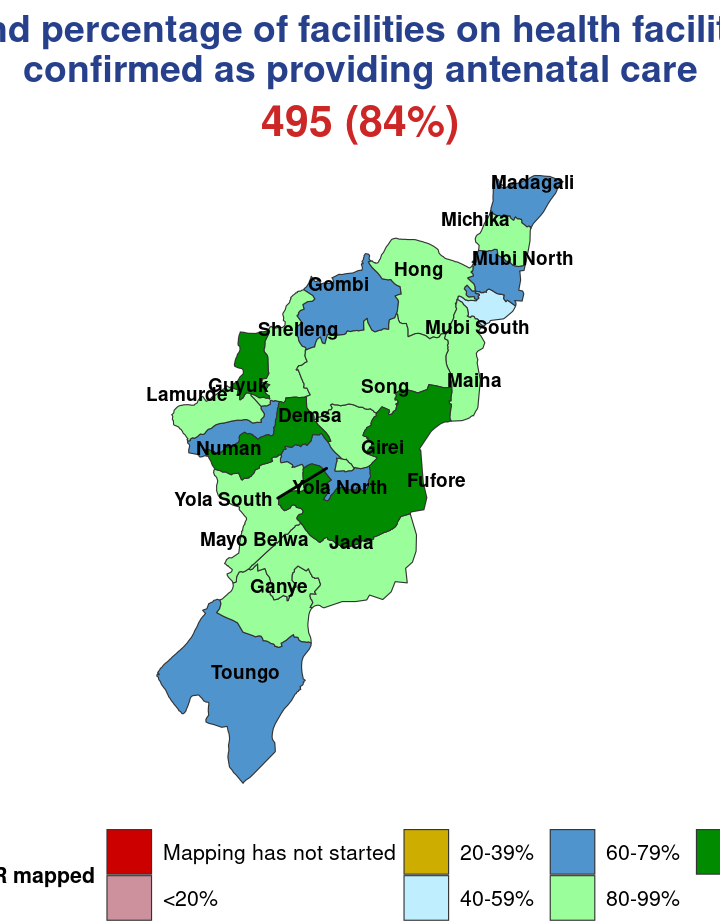 nd percentage of facilities on health facilit
confirmed as providing antenatal care
495 (84%)
Madagali
Michika
Mubi North
Hong
Gombi
Shelleng
Mubi South
Guyuk
Song
Maiha
Lamurde
Demsa
Numan
Girei
Fufore
Yola South
Yola North
Mayo Belwa
Jada
Ganye
Toungo
R mapped
Mapping has not started
20-39%
60-79%
<20%
40-59%
80-99%